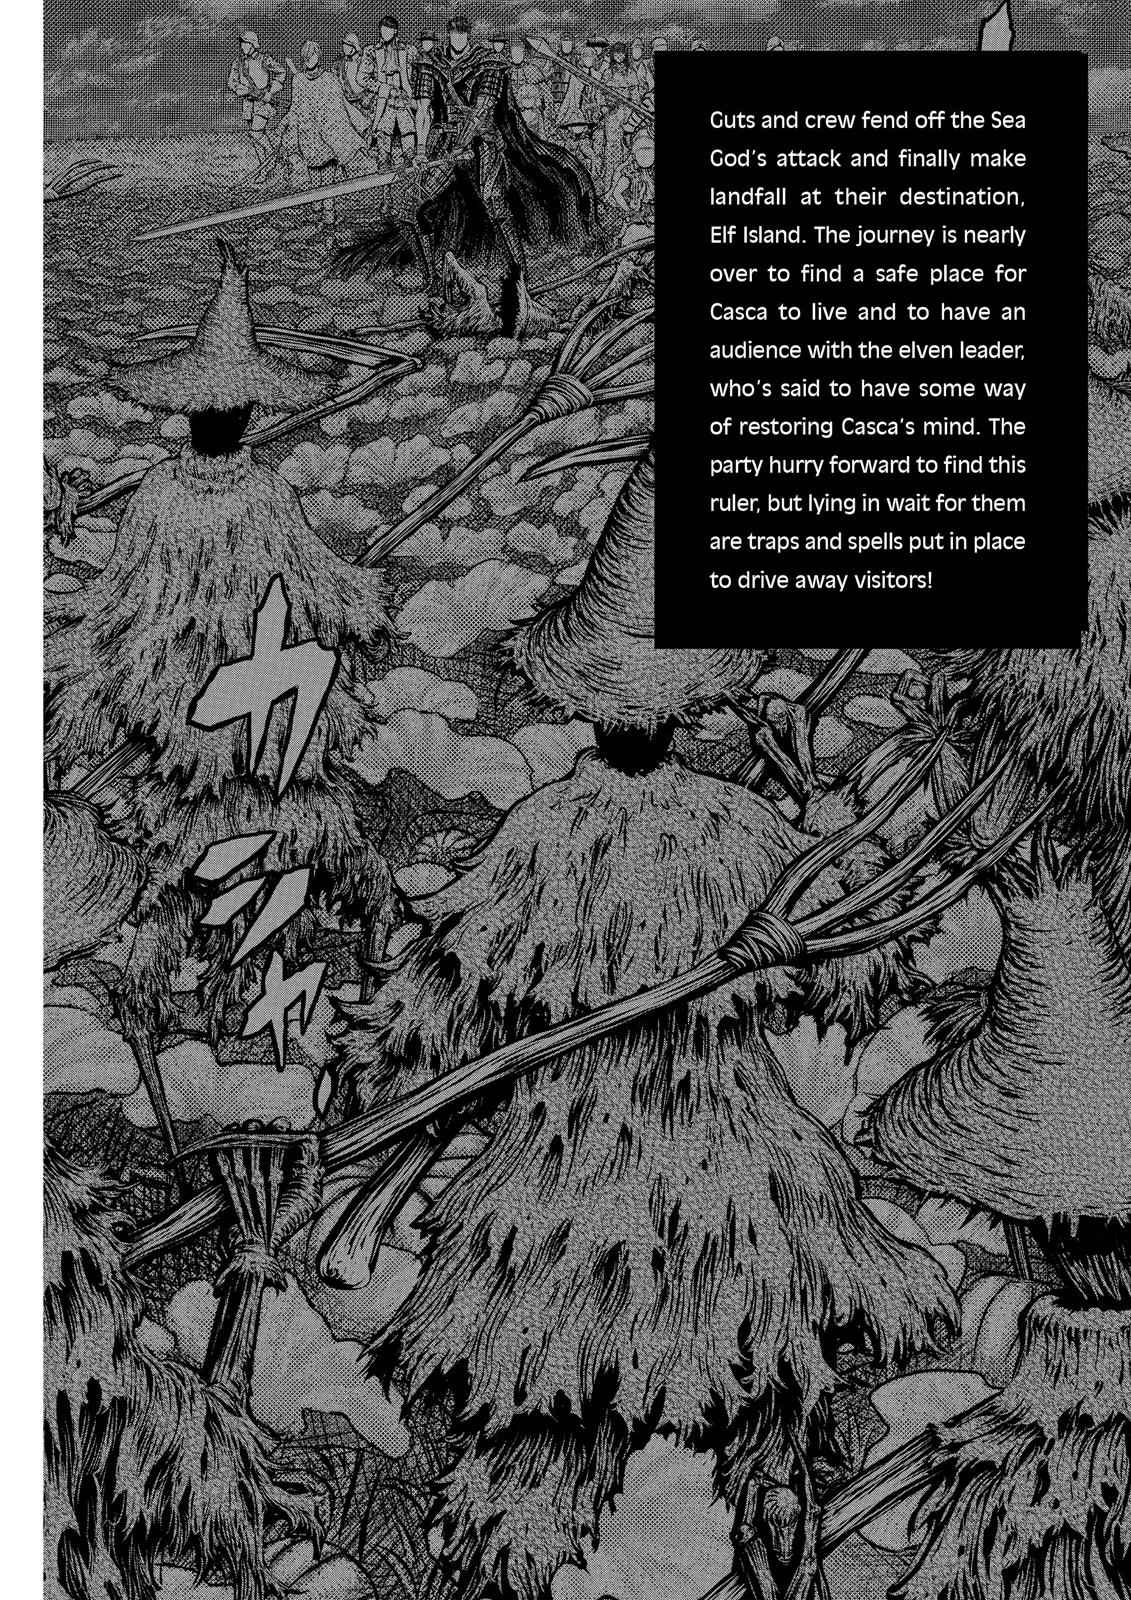 Guts and crew fend off the Sea
God's attack and finally make
landfall at their destination,
Elf Island. The journey is nearly
over to find a safe place for
Casca to live and to have an
audience with the elven leader,
who's said to have some way
of restoring Casca's mind. The
party hurry forward to find this
ruler, but lying in wait for them
are traps and spells put in place
to drive away visitors!
ガシャ